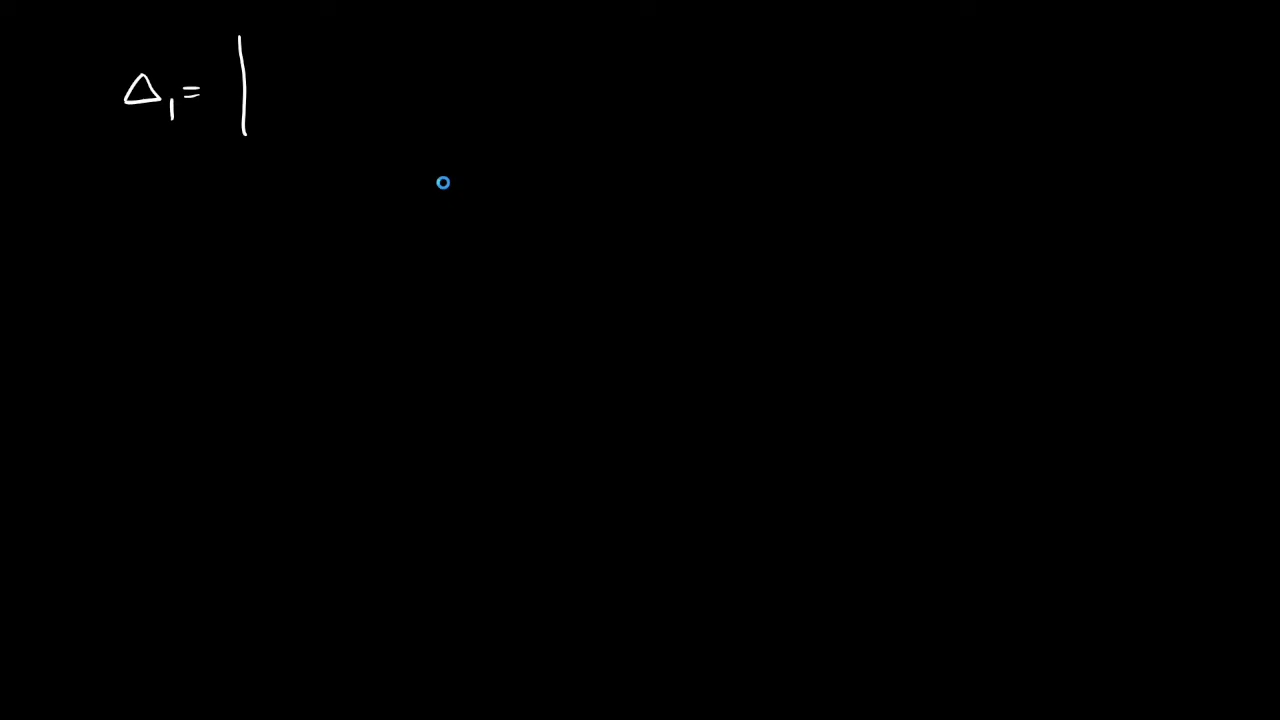 Δ₁ = |